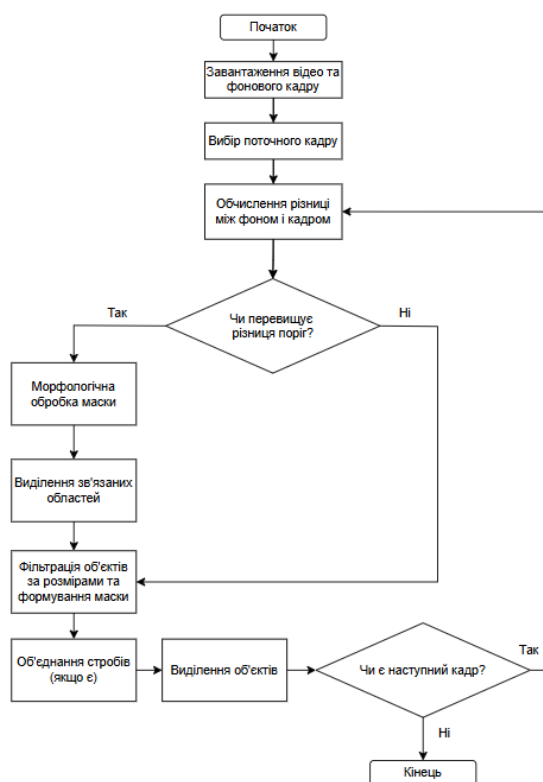 Початок
Завантаження відео та
фонового кадру
Вибір поточного кадру
Обчислення різниці
між фоном і кадром
Чи перевищує
різниця поріг?
Так
Ні
Морфологічна
обробка маски
Виділення зв'язаних
областей
Фільтрація об'єктів
за розмірами та
формування маски
Об'єднання стробів
(якщо є)
Виділення об'єктів
Чи є наступний кадр?
Так
Ні
Кінець